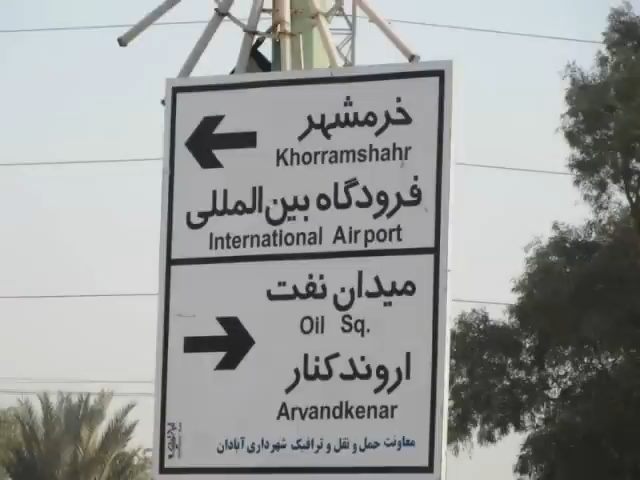 خرمشهر
Khorramshahr
فرودگاه بین‌المللی
International Airport
میدان نفت
Oil Sq.
اروندکنار
Arvandkenar
معاونت حمل و نقل و ترافیک شهرداری آبادان